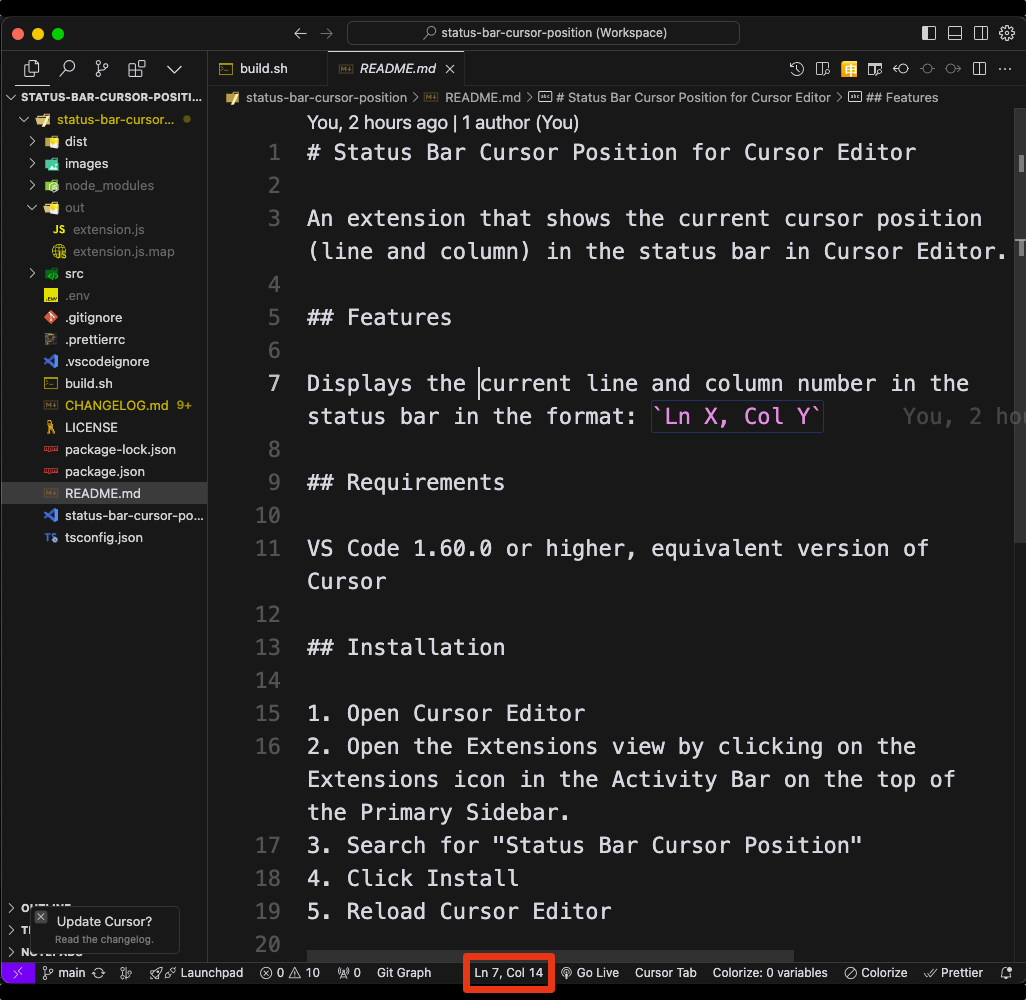 status-bar-cursor-position (Workspace)
build.sh
README.md
STATUS-BAR-CURSOR-POSITI...
status-bar-cursor...
dist
images
node_modules
out
JS extension.js
extension.js.map
src
.env
.gitignore
.prettierrc
.vscodeignore
build.sh
CHANGELOG.md 9+
LICENSE
package-lock.json
package.json
README.md
status-bar-cursor-po...
TS tsconfig.json
status-bar-cursor-position > README.md > # Status Bar Cursor Position for Cursor Editor > ## Features
You, 2 hours ago | 1 author (You)
1 # Status Bar Cursor Position for Cursor Editor
2
3 An extension that shows the current cursor position
(line and column) in the status bar in Cursor Editor.
4
5 ## Features
6
7 Displays the current line and column number in the
status bar in the format: `Ln X, Col Y` You, 2 hou
8
9 ## Requirements
10
11 VS Code 1.60.0 or higher, equivalent version of
Cursor
12
13 ## Installation
14
15 1. Open Cursor Editor
16 2. Open the Extensions view by clicking on the
Extensions icon in the Activity Bar on the top of
the Primary Sidebar.
17 3. Search for "Status Bar Cursor Position"
18 4. Click Install
19 5. Reload Cursor Editor
20
Update Cursor?
Read the changelog.
main Launchpad 0 10 0 Git Graph Ln 7, Col 14 Go Live Cursor Tab Colorize: 0 variables Colorize Prettier